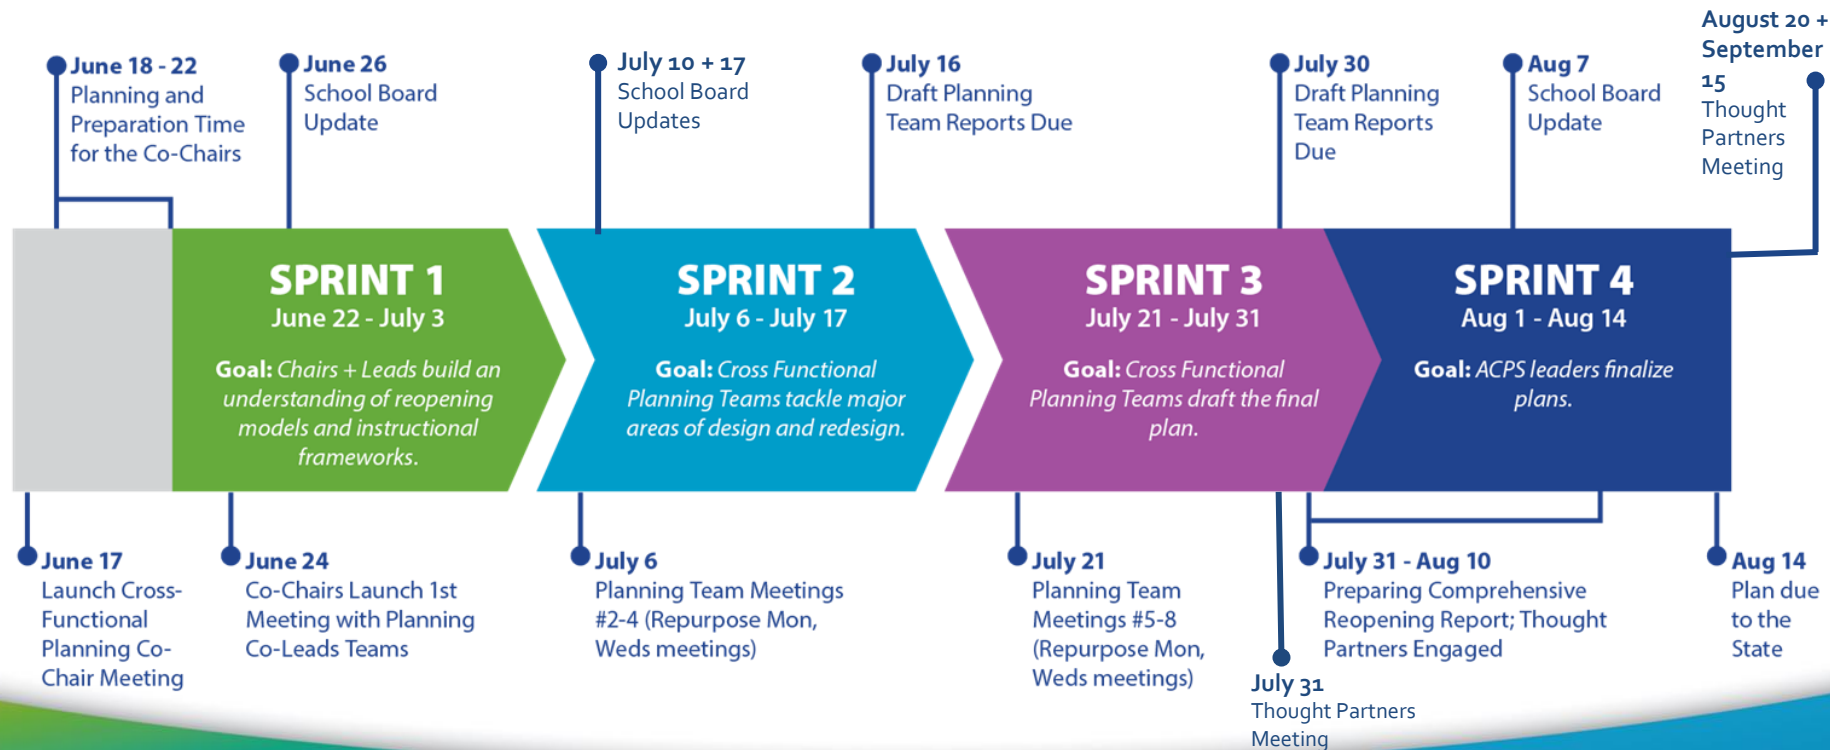 June 18 - 22
Planning and
Preparation Time
for the Co-Chairs
June 26
School Board
Update
July 10 + 17
School Board
Updates
July 16
Draft Planning
Team Reports Due
July 30
Draft Planning
Team Reports
Due
Aug 7
School Board
Update
August 20 +
September
15
Thought
Partners
Meeting
SPRINT 1
June 22 - July 3
Goal: Chairs + Leads build an
understanding of reopening
models and instructional
frameworks.
SPRINT 2
July 6 - July 17
Goal: Cross Functional
Planning Teams tackle major
areas of design and redesign.
SPRINT 3
July 21 - July 31
Goal: Cross Functional
Planning Teams draft the final
plan.
SPRINT 4
Aug 1 - Aug 14
Goal: ACPS leaders finalize
plans.
June 17
Launch Cross-
Functional
Planning Co-
Chair Meeting
June 24
Co-Chairs Launch 1st
Meeting with Planning
Co-Leads Teams
July 6
Planning Team Meetings
#2-4 (Repurpose Mon,
Weds meetings)
July 21
Planning Team
Meetings #5-8
(Repurpose Mon,
Weds meetings)
July 31
Thought Partners
Meeting
July 31 - Aug 10
Preparing Comprehensive
Reopening Report; Thought
Partners Engaged
Aug 14
Plan due
to the
State